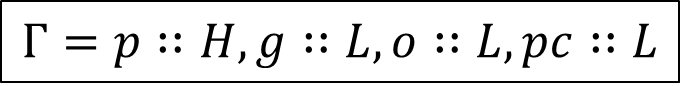 Γ = p ∷ H, g ∷ L, o ∷ L, pc ∷ L